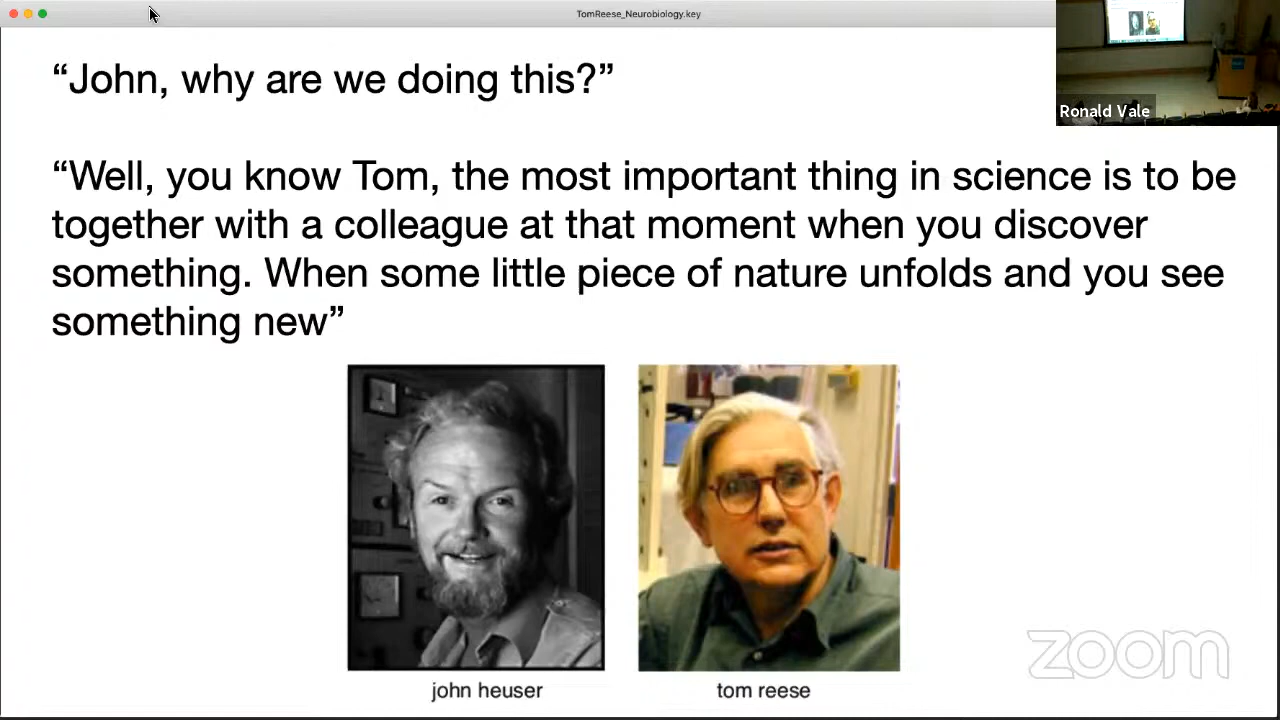 TomReese_Neurobiology.key
Ronald Vale
“John, why are we doing this?”
“Well, you know Tom, the most important thing in science is to be
together with a colleague at that moment when you discover
something. When some little piece of nature unfolds and you see
something new”
john heuser
tom reese
zoom